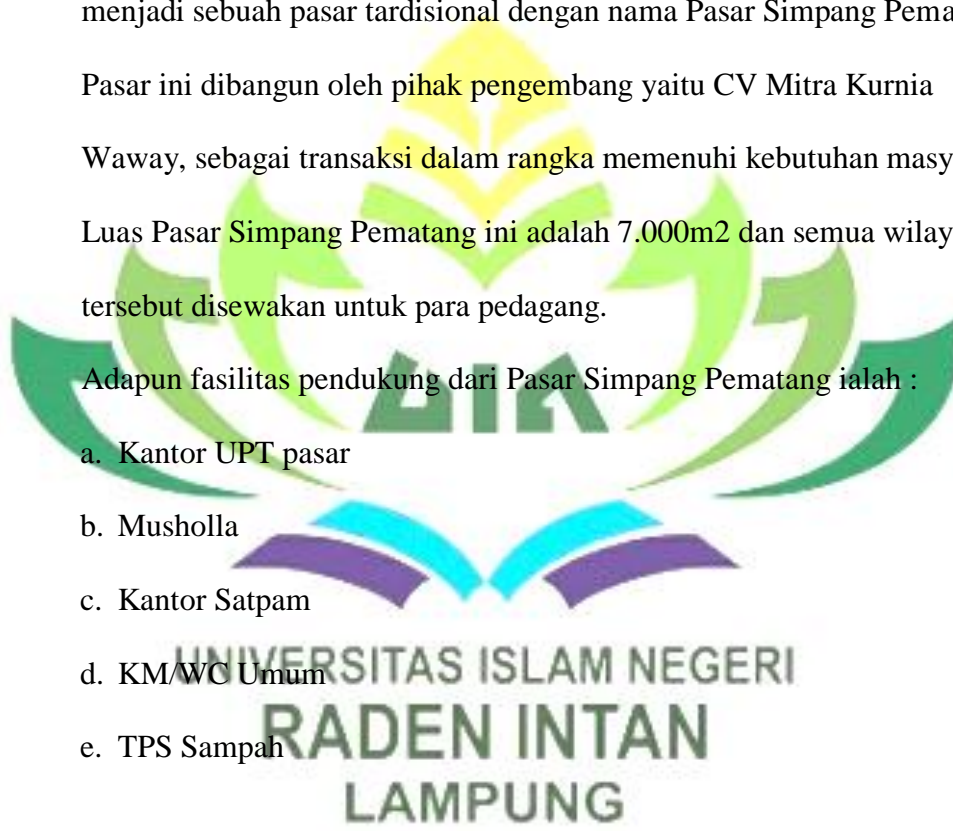 menjadi sebuah pasar tardisional dengan nama Pasar Simpang Pema
Pasar ini dibangun oleh pihak pengembang yaitu CV Mitra Kurnia
Waway, sebagai transaksi dalam rangka memenuhi kebutuhan masy
Luas Pasar Simpang Pematang ini adalah 7.000m2 dan semua wilay
tersebut disewakan untuk para pedagang.
Adapun fasilitas pendukung dari Pasar Simpang Pematang ialah :
a. Kantor UPT pasar
b. Musholla
c. Kantor Satpam
d. KM/WC Umum
e. TPS Sampah
UNIVERSITAS ISLAM NEGERI
RADEN INTAN
LAMPUNG